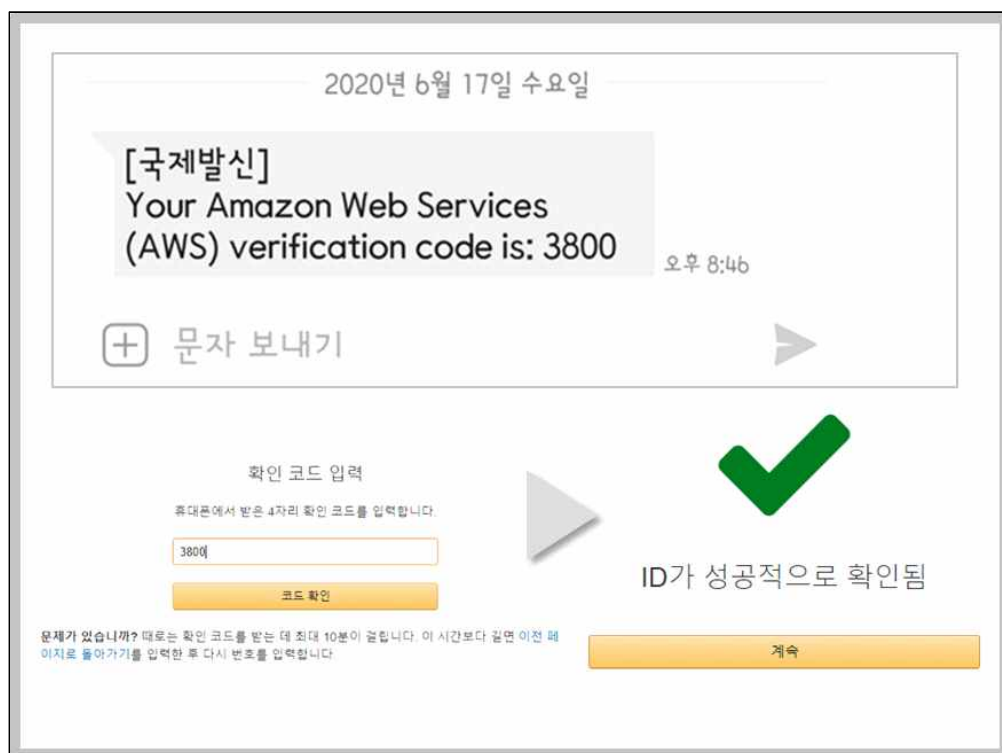 2020년 6월 17일 수요일
[국제발신]
Your Amazon Web Services
(AWS) verification code is: 3800
오후 8:46
문자 보내기
확인 코드 입력
휴대폰에서 받은 4자리 확인 코드를 입력합니다.
3800
코드 확인
문제가 있습니까? 때로는 확인 코드를 받는 데 최대 10분이 걸립니다. 이 시간보다 길면 이전 페
이지로 돌아가기를 입력한 후 다시 번호를 입력합니다
ID가 성공적으로 확인됨
계속